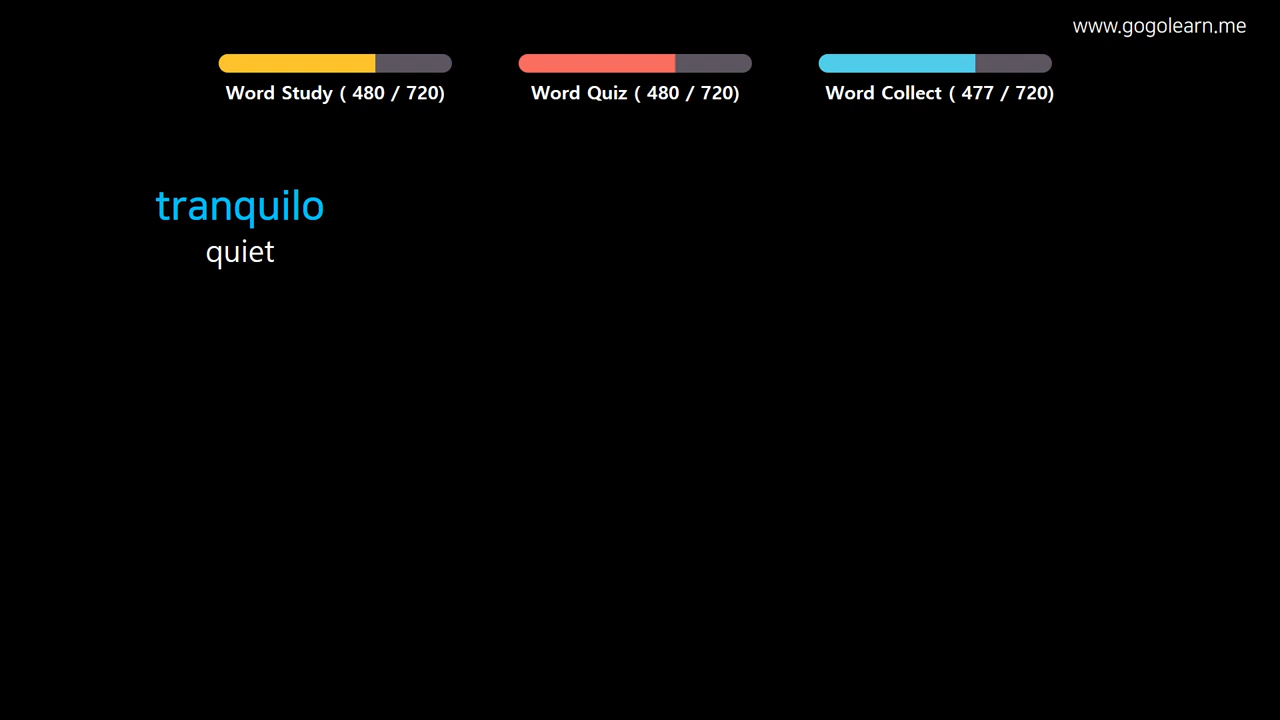 www.gogolearn.me
Word Study ( 480 / 720)
Word Quiz ( 480 / 720)
Word Collect ( 477 / 720)
tranquilo
quiet